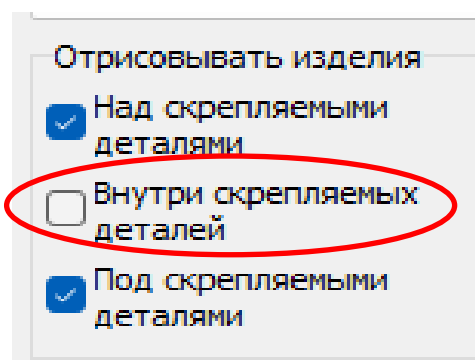 Отрисовывать изделия
Над скрепляемыми
деталями
Внутри скрепляемых
деталей
Под скрепляемыми
деталями